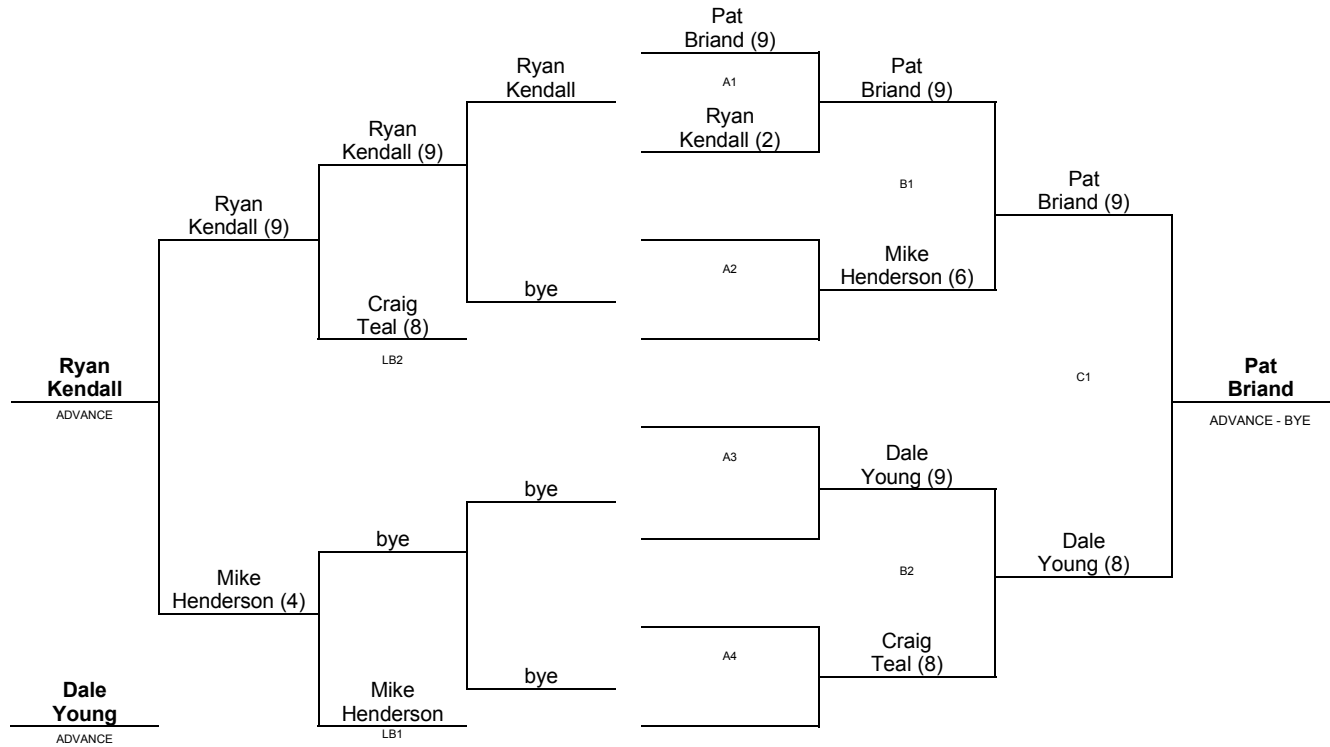 Pat
Briand (9)
A1
Ryan
Kendall (2)
Ryan
Kendall
Pat
Briand (9)
Ryan
Kendall (9)
B1
Pat
Briand (9)
Ryan
Kendall (9)
A2
Mike
Henderson (6)
bye
Craig
Teal (8)
LB2
Ryan
Kendall
ADVANCE
C1
Pat
Briand
ADVANCE - BYE
A3
Dale
Young (9)
bye
bye
B2
Dale
Young (8)
Mike
Henderson (4)
A4
Craig
Teal (8)
bye
Dale
Young
ADVANCE
Mike
Henderson
LB1